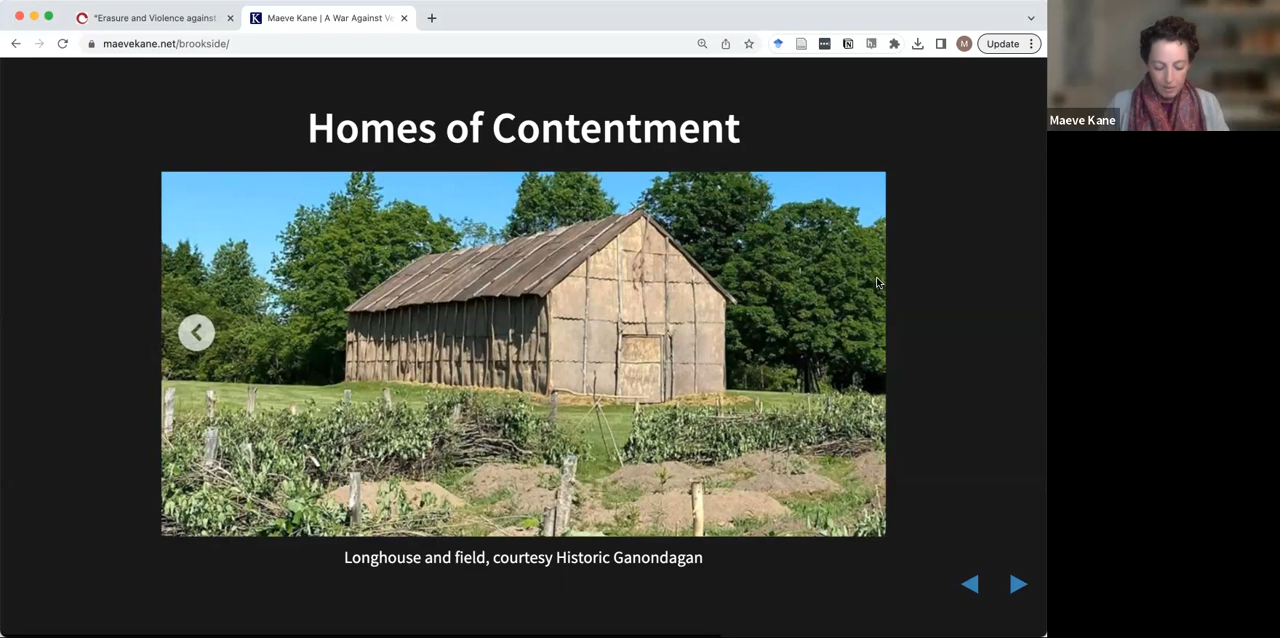 "Erasure and Violence against
Maeve Kane | A War Against Ve
maevekane.net/brookside/
M
Update
Maeve Kane
Homes of Contentment
Longhouse and field, courtesy Historic Ganondagan